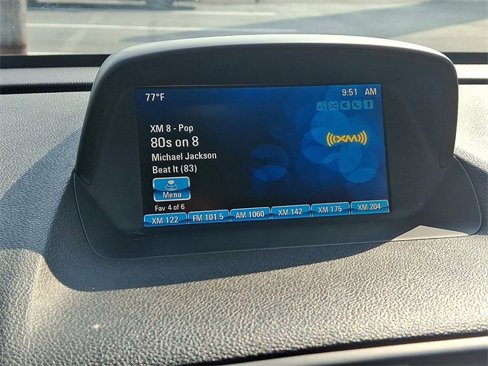 77°F 9:51 AM
XM 8 - Pop
80s on 8
Michael Jackson
Beat It (83)
((XM))
Menu
Fav 4 of 6
XM 122 FM 101.5 AM 1060 XM 142 XM 175 XM 204